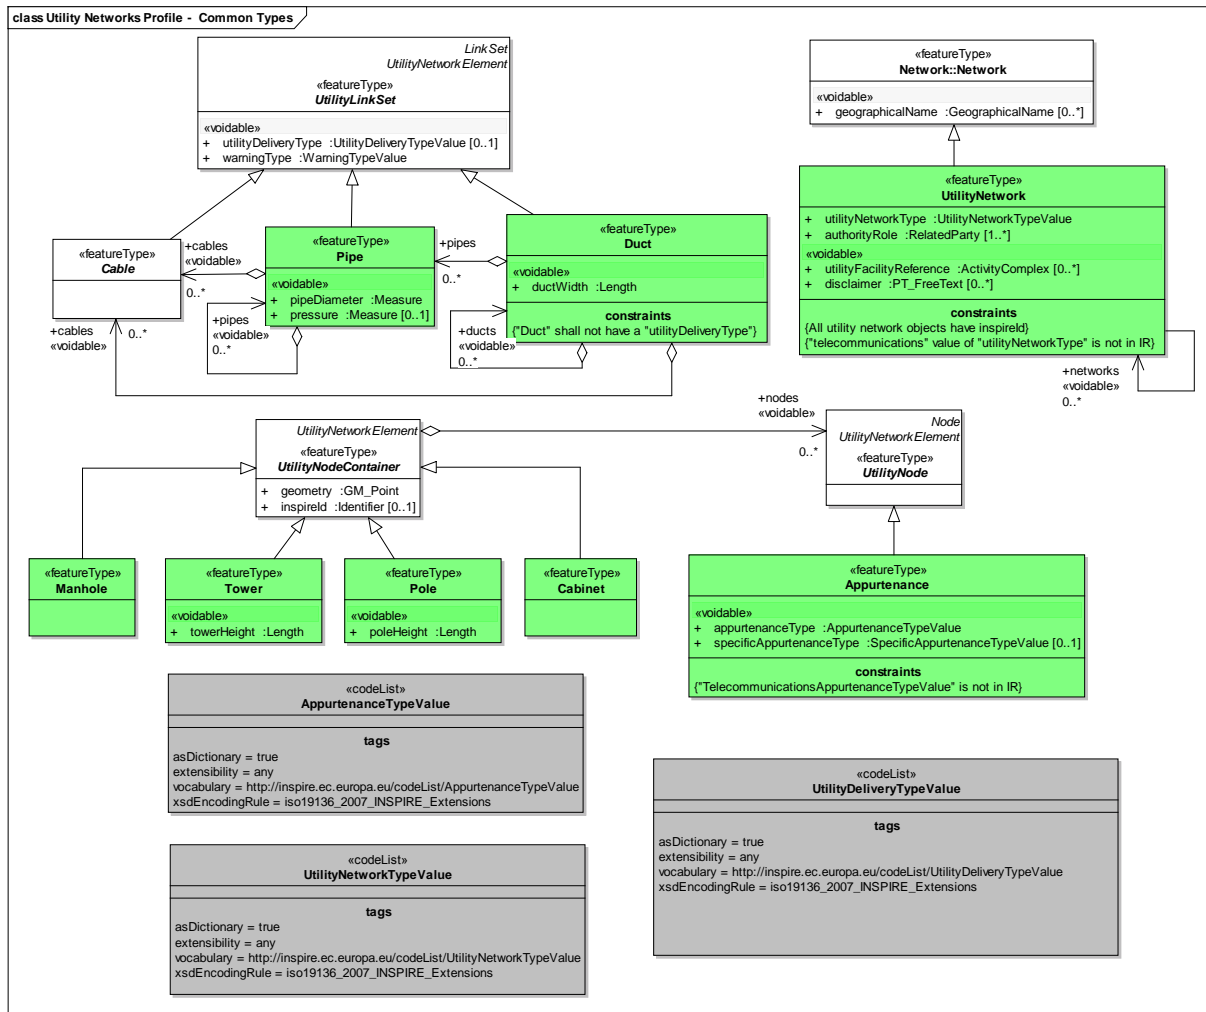 class Utility Networks Profile - Common Types
LinkSet
UtilityNetworkElement
«featureType»
UtilityLinkSet
«voidable»
+ utilityDeliveryType :UtilityDeliveryTypeValue [0..1]
+ warningType :WarningTypeValue
«featureType»
Network::Network
«voidable»
+ geographicalName :GeographicalName [0..*]
«featureType»
UtilityNetwork
+ utilityNetworkType :UtilityNetworkTypeValue
+ authorityRole :RelatedParty [1..*]
«voidable»
+ utilityFacilityReference :ActivityComplex [0..*]
+ disclaimer :PT_FreeText [0..*]
constraints
{All utility network objects have inspireId}
{"telecommunications" value of "utilityNetworkType" is not in IR}
+networks
«voidable»
0..*
«featureType»
Cable
+cables
«voidable»
0..*
«featureType»
Pipe
«voidable»
+ pipeDiameter :Measure
+ pressure :Measure [0..1]
+pipes
0..*
«featureType»
Duct
«voidable»
+ ductWidth :Length
constraints
{"Duct" shall not have a "utilityDeliveryType"}
+cables
«voidable»
0..*
+pipes
«voidable»
0..*
+ducts
«voidable»
0..*
UtilityNetworkElement
«featureType»
UtilityNodeContainer
+ geometry :GM_Point
+ inspireId :Identifier [0..1]
+nodes
«voidable»
0..*
Node
UtilityNetworkElement
«featureType»
UtilityNode
«featureType»
Manhole
«featureType»
Tower
«voidable»
+ towerHeight :Length
«featureType»
Pole
«voidable»
+ poleHeight :Length
«featureType»
Cabinet
«featureType»
Appurtenance
«voidable»
+ appurtenanceType :AppurtenanceTypeValue
+ specificAppurtenanceType :SpecificAppurtenanceTypeValue [0..1]
constraints
{"TelecommunicationsAppurtenanceTypeValue" is not in IR}
«codeList»
AppurtenanceTypeValue
tags
asDictionary = true
extensibility = any
vocabulary = http://inspire.ec.europa.eu/codeList/AppurtenanceTypeValue
xsdEncodingRule = iso19136_2007_INSPIRE_Extensions
«codeList»
UtilityDeliveryTypeValue
tags
asDictionary = true
extensibility = any
vocabulary = http://inspire.ec.europa.eu/codeList/UtilityDeliveryTypeValue
xsdEncodingRule = iso19136_2007_INSPIRE_Extensions
«codeList»
UtilityNetworkTypeValue
tags
asDictionary = true
extensibility = any
vocabulary = http://inspire.ec.europa.eu/codeList/UtilityNetworkTypeValue
xsdEncodingRule = iso19136_2007_INSPIRE_Extensions